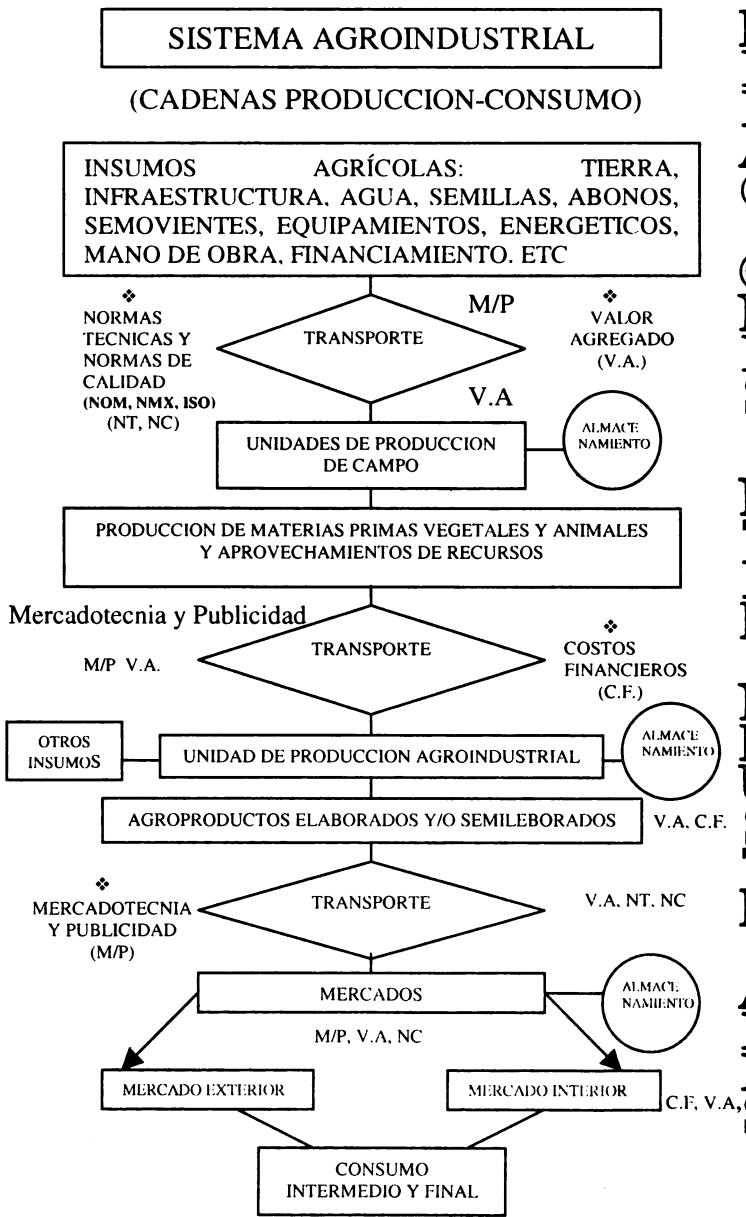 SISTEMA AGROINDUSTRIAL
(CADENAS PRODUCCION-CONSUMO)
INSUMOS AGRÍCOLAS: TIERRA,
INFRAESTRUCTURA, AGUA, SEMILLAS, ABONOS,
SEMOVIENTES, EQUIPAMIENTOS, ENERGETICOS,
MANO DE OBRA, FINANCIAMIENTO. ETC
❖
NORMAS
TECNICAS Y
NORMAS DE
CALIDAD
(NOM, NMX, ISO)
(NT, NC)
TRANSPORTE
M/P
V.A
❖
VALOR
AGREGADO
(V.A.)
UNIDADES DE PRODUCCION
DE CAMPO
ALMACE
NAMIENTO
PRODUCCION DE MATERIAS PRIMAS VEGETALES Y ANIMALES
Y APROVECHAMIENTOS DE RECURSOS
Mercadotecnia y Publicidad
M/P V.A.
TRANSPORTE
❖
COSTOS
FINANCIEROS
(C.F.)
OTROS
INSUMOS
UNIDAD DE PRODUCCION AGROINDUSTRIAL
ALMACE
NAMIENTO
AGROPRODUCTOS ELABORADOS Y/O SEMILEBORADOS
V.A. C.F.
❖
MERCADOTECNIA
Y PUBLICIDAD
(M/P)
TRANSPORTE
V.A. NT. NC
MERCADOS
ALMACE
NAMIENTO
M/P, V.A, NC
MERCADO EXTERIOR
MERCADO INTERIOR
C.F, V.A,
CONSUMO
INTERMEDIO Y FINAL